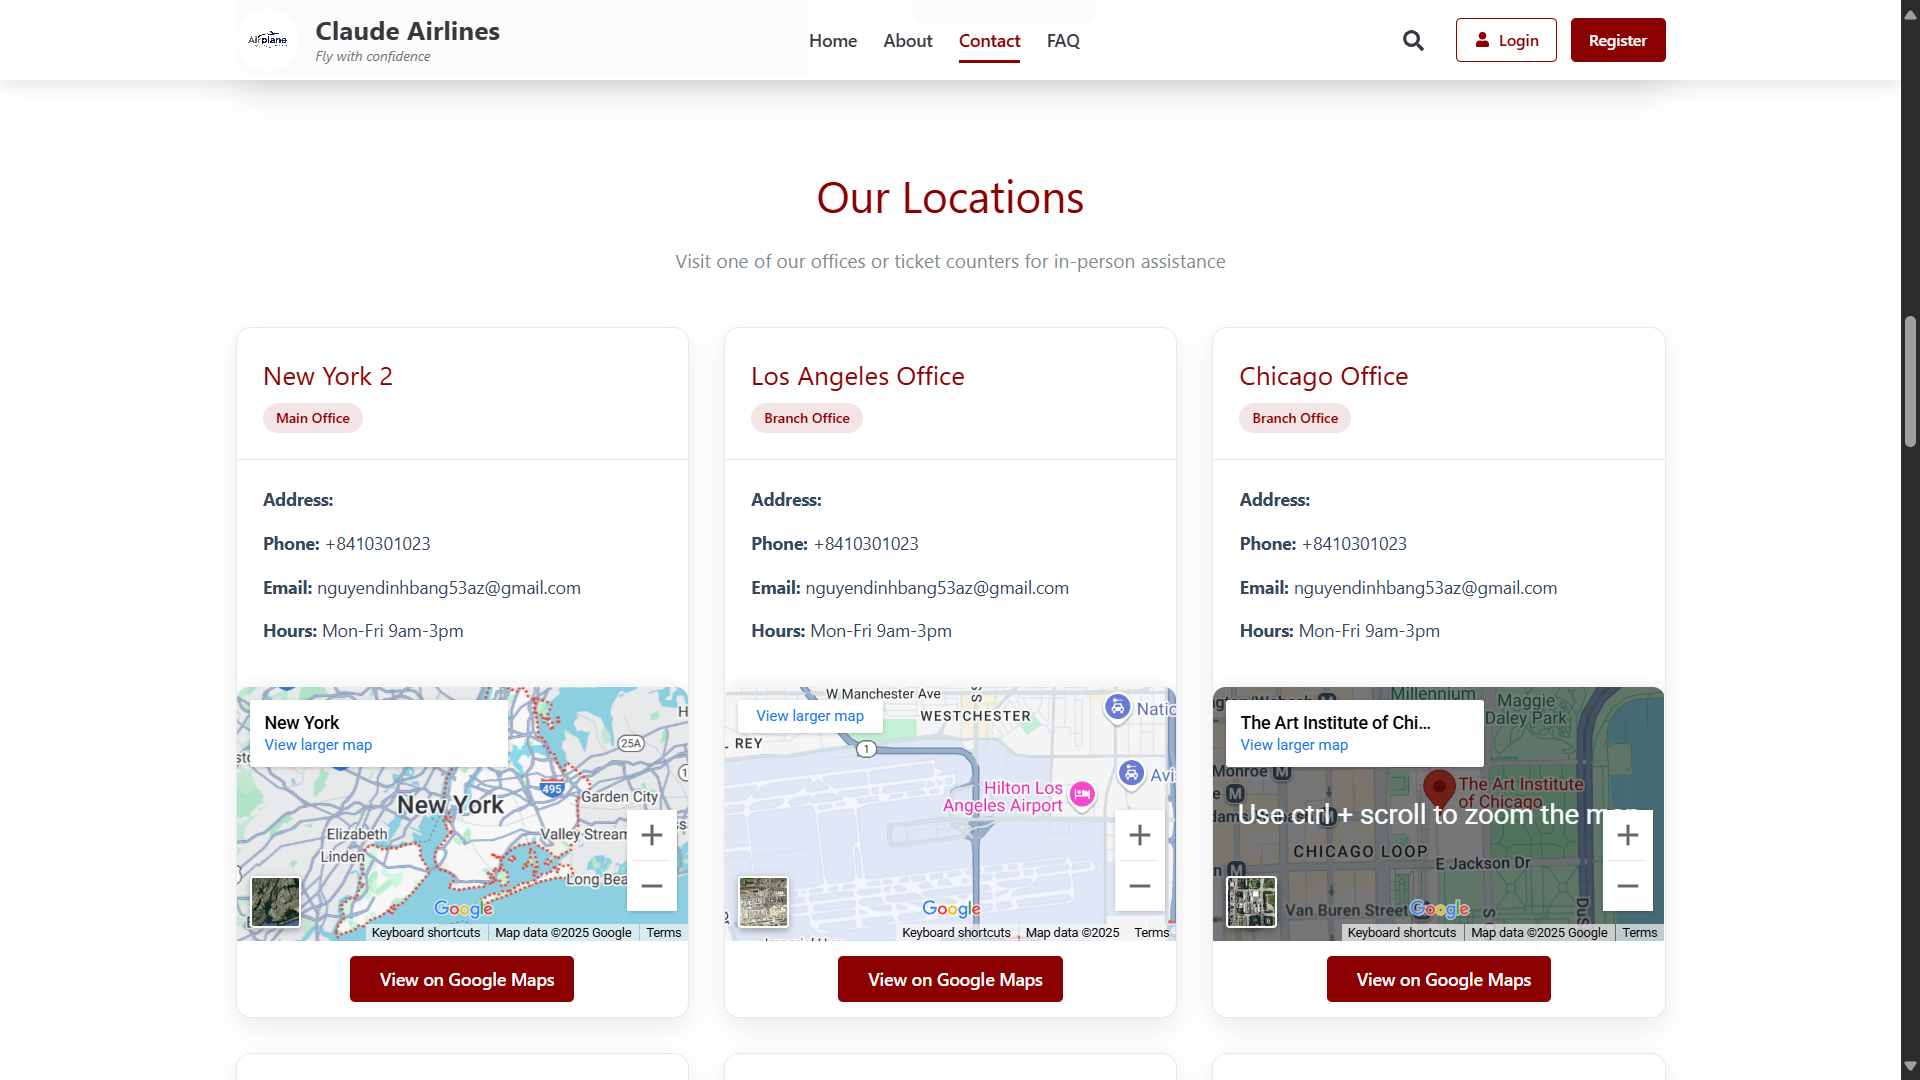 Airplane
Claude Airlines
Fly with confidence
Home
About
Contact
FAQ
Login
Register
Our Locations
Visit one of our offices or ticket counters for in-person assistance
New York 2
Main Office
Address:
Phone: +8410301023
Email: nguyendinhbang53az@gmail.com
Hours: Mon-Fri 9am-3pm
New York
View larger map
25A
495
Garden City
New York
Elizabeth
Valley Stream
Linden
Long Bea
Google
Keyboard shortcuts
Map data ©2025 Google
Terms
View on Google Maps
Los Angeles Office
Branch Office
Address:
Phone: +8410301023
Email: nguyendinhbang53az@gmail.com
Hours: Mon-Fri 9am-3pm
W Manchester Ave
View larger map
WESTCHESTER
Natio
REY
1
Avi
Hilton Los
Angeles Airport
Google
Keyboard shortcuts
Map data ©2025
Terms
View on Google Maps
Chicago Office
Branch Office
Address:
Phone: +8410301023
Email: nguyendinhbang53az@gmail.com
Hours: Mon-Fri 9am-3pm
Millennium
Maggie
Daley Park
The Art Institute of Chi...
View larger map
Monroe M
The Art Institute
of Chicago
Use ctrl + scroll to zoom the map
CHICAGO LOOP
E Jackson Dr
Van Buren Street
Google
Keyboard shortcuts
Map data ©2025 Google
Terms
View on Google Maps